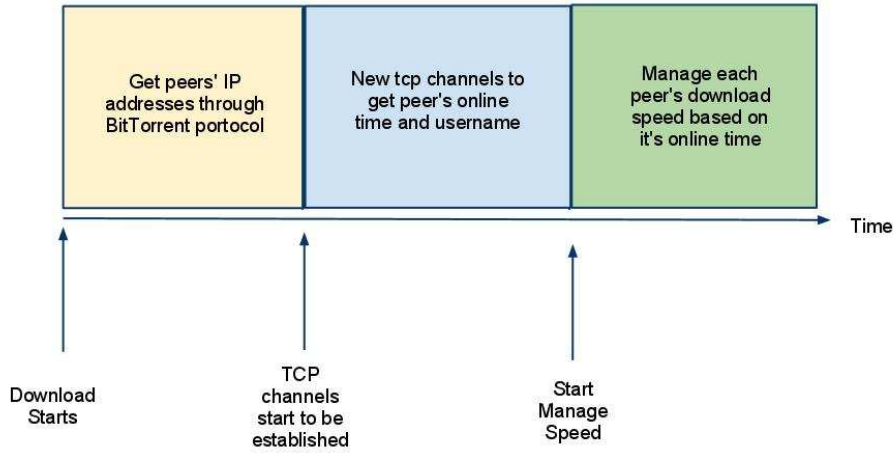 Get peers' IP
addresses through
BitTorrent portocol
New tcp channels to
get peer's online
time and username
Manage each
peer's download
speed based on
it's online time
Time
Download
Starts
TCP
channels
start to be
established
Start
Manage
Speed